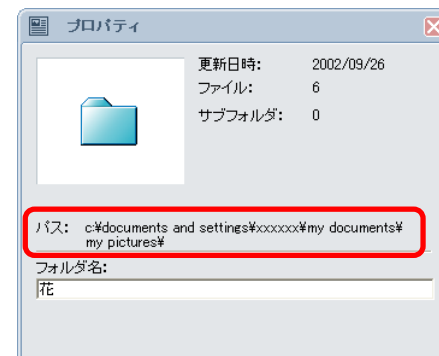 プロパティ
更新日時: 2002/09/26
ファイル: 6
サブフォルダ: 0
パス: c:¥documents and settings¥xxxxxx¥my documents¥
my pictures¥
フォルダ名:
花